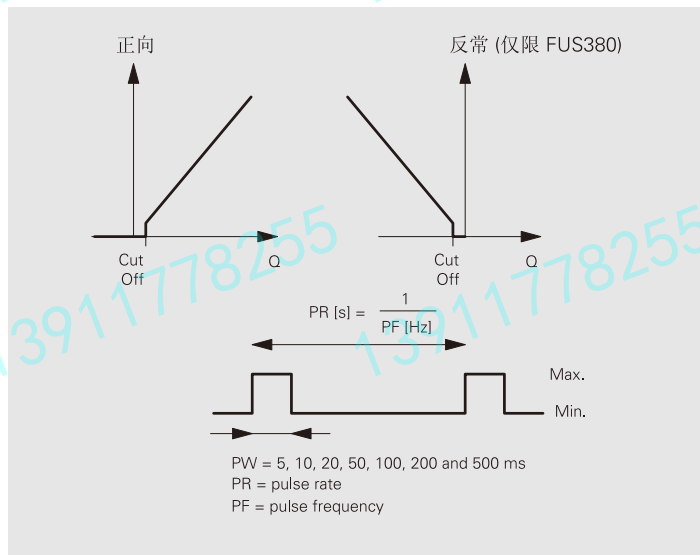 正向
反常 (仅限 FUS380)
Cut
Off
Q
Cut
Off
Q
PR [s] = 1
PF [Hz]
Max.
Min.
PW = 5, 10, 20, 50, 100, 200 and 500 ms
PR = pulse rate
PF = pulse frequency
13911778255
13911778255